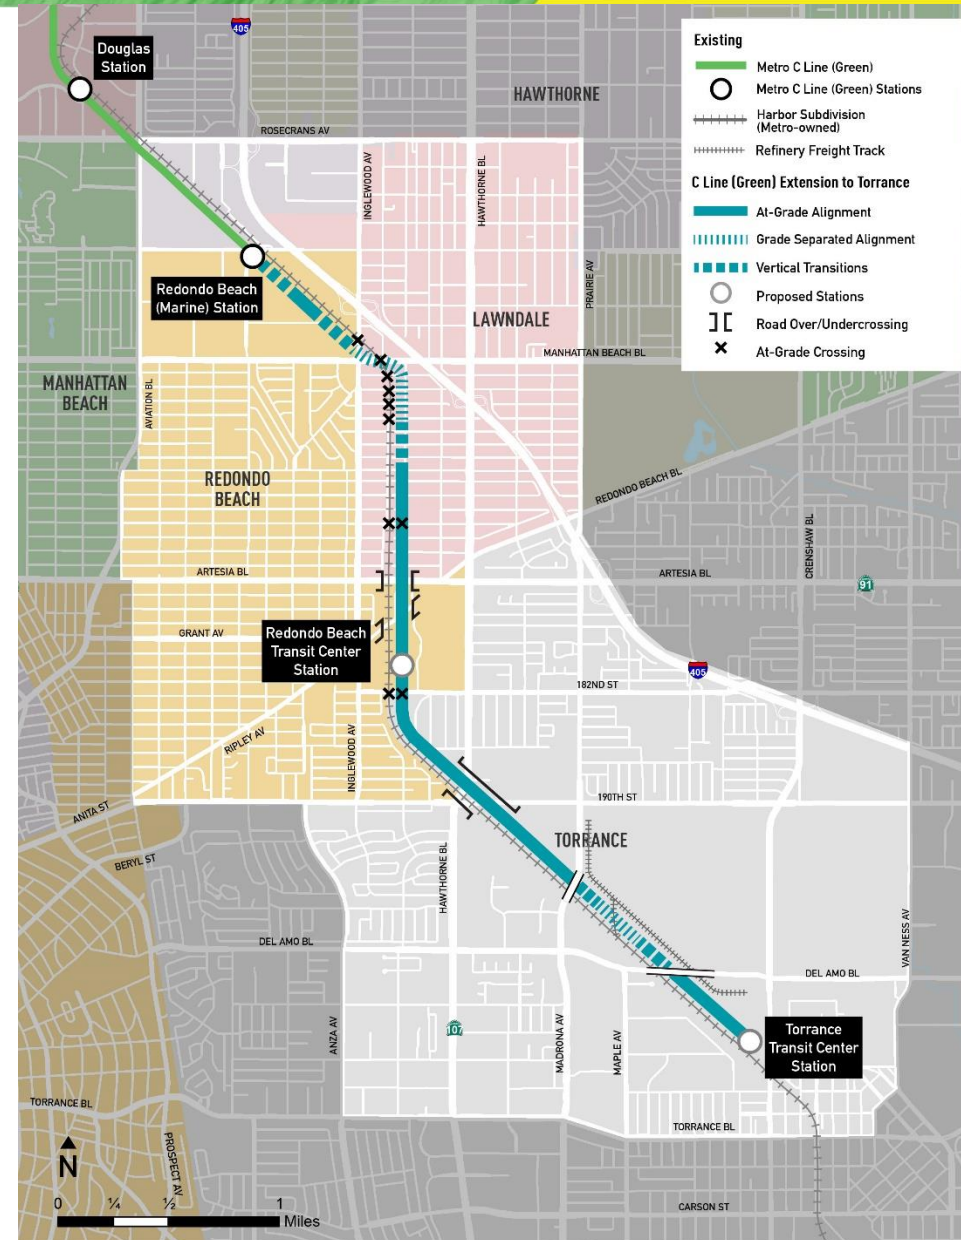 Douglas
Station
405
HAWTHORNE
ROSECRANS AV
INGLEWOOD AV
HAWTHORNE BL
PRAIRIE AV
Existing
Metro C Line (Green)
Metro C Line (Green) Stations
Harbor Subdivision
(Metro-owned)
Refinery Freight Track
C Line (Green) Extension to Torrance
At-Grade Alignment
Grade Separated Alignment
Vertical Transitions
Proposed Stations
Road Over/Undercrossing
At-Grade Crossing
Redondo Beach
(Marine) Station
LAWNDALE
MANHATTAN BEACH BL
MANHATTAN
BEACH
AVIATION BL
REDONDO
BEACH
REDONDO BEACH BL
CRENSHAW BL
ARTESIA BL
ARTESIA BL
91
GRANT AV
Redondo Beach
Transit Center
Station
405
182ND ST
RIPLEY AV
INGLEWOOD AV
190TH ST
ANITA ST
BERYL ST
TORRANCE
HAWTHORNE BL
DEL AMO BL
DEL AMO BL
VAN NESS AV
ANZA AV
107
MADRONA AV
MAPLE AV
Torrance
Transit Center
Station
TORRANCE BL
TORRANCE BL
PROSPECT AV
CARSON ST
N
0 ¼ ½ 1
Miles